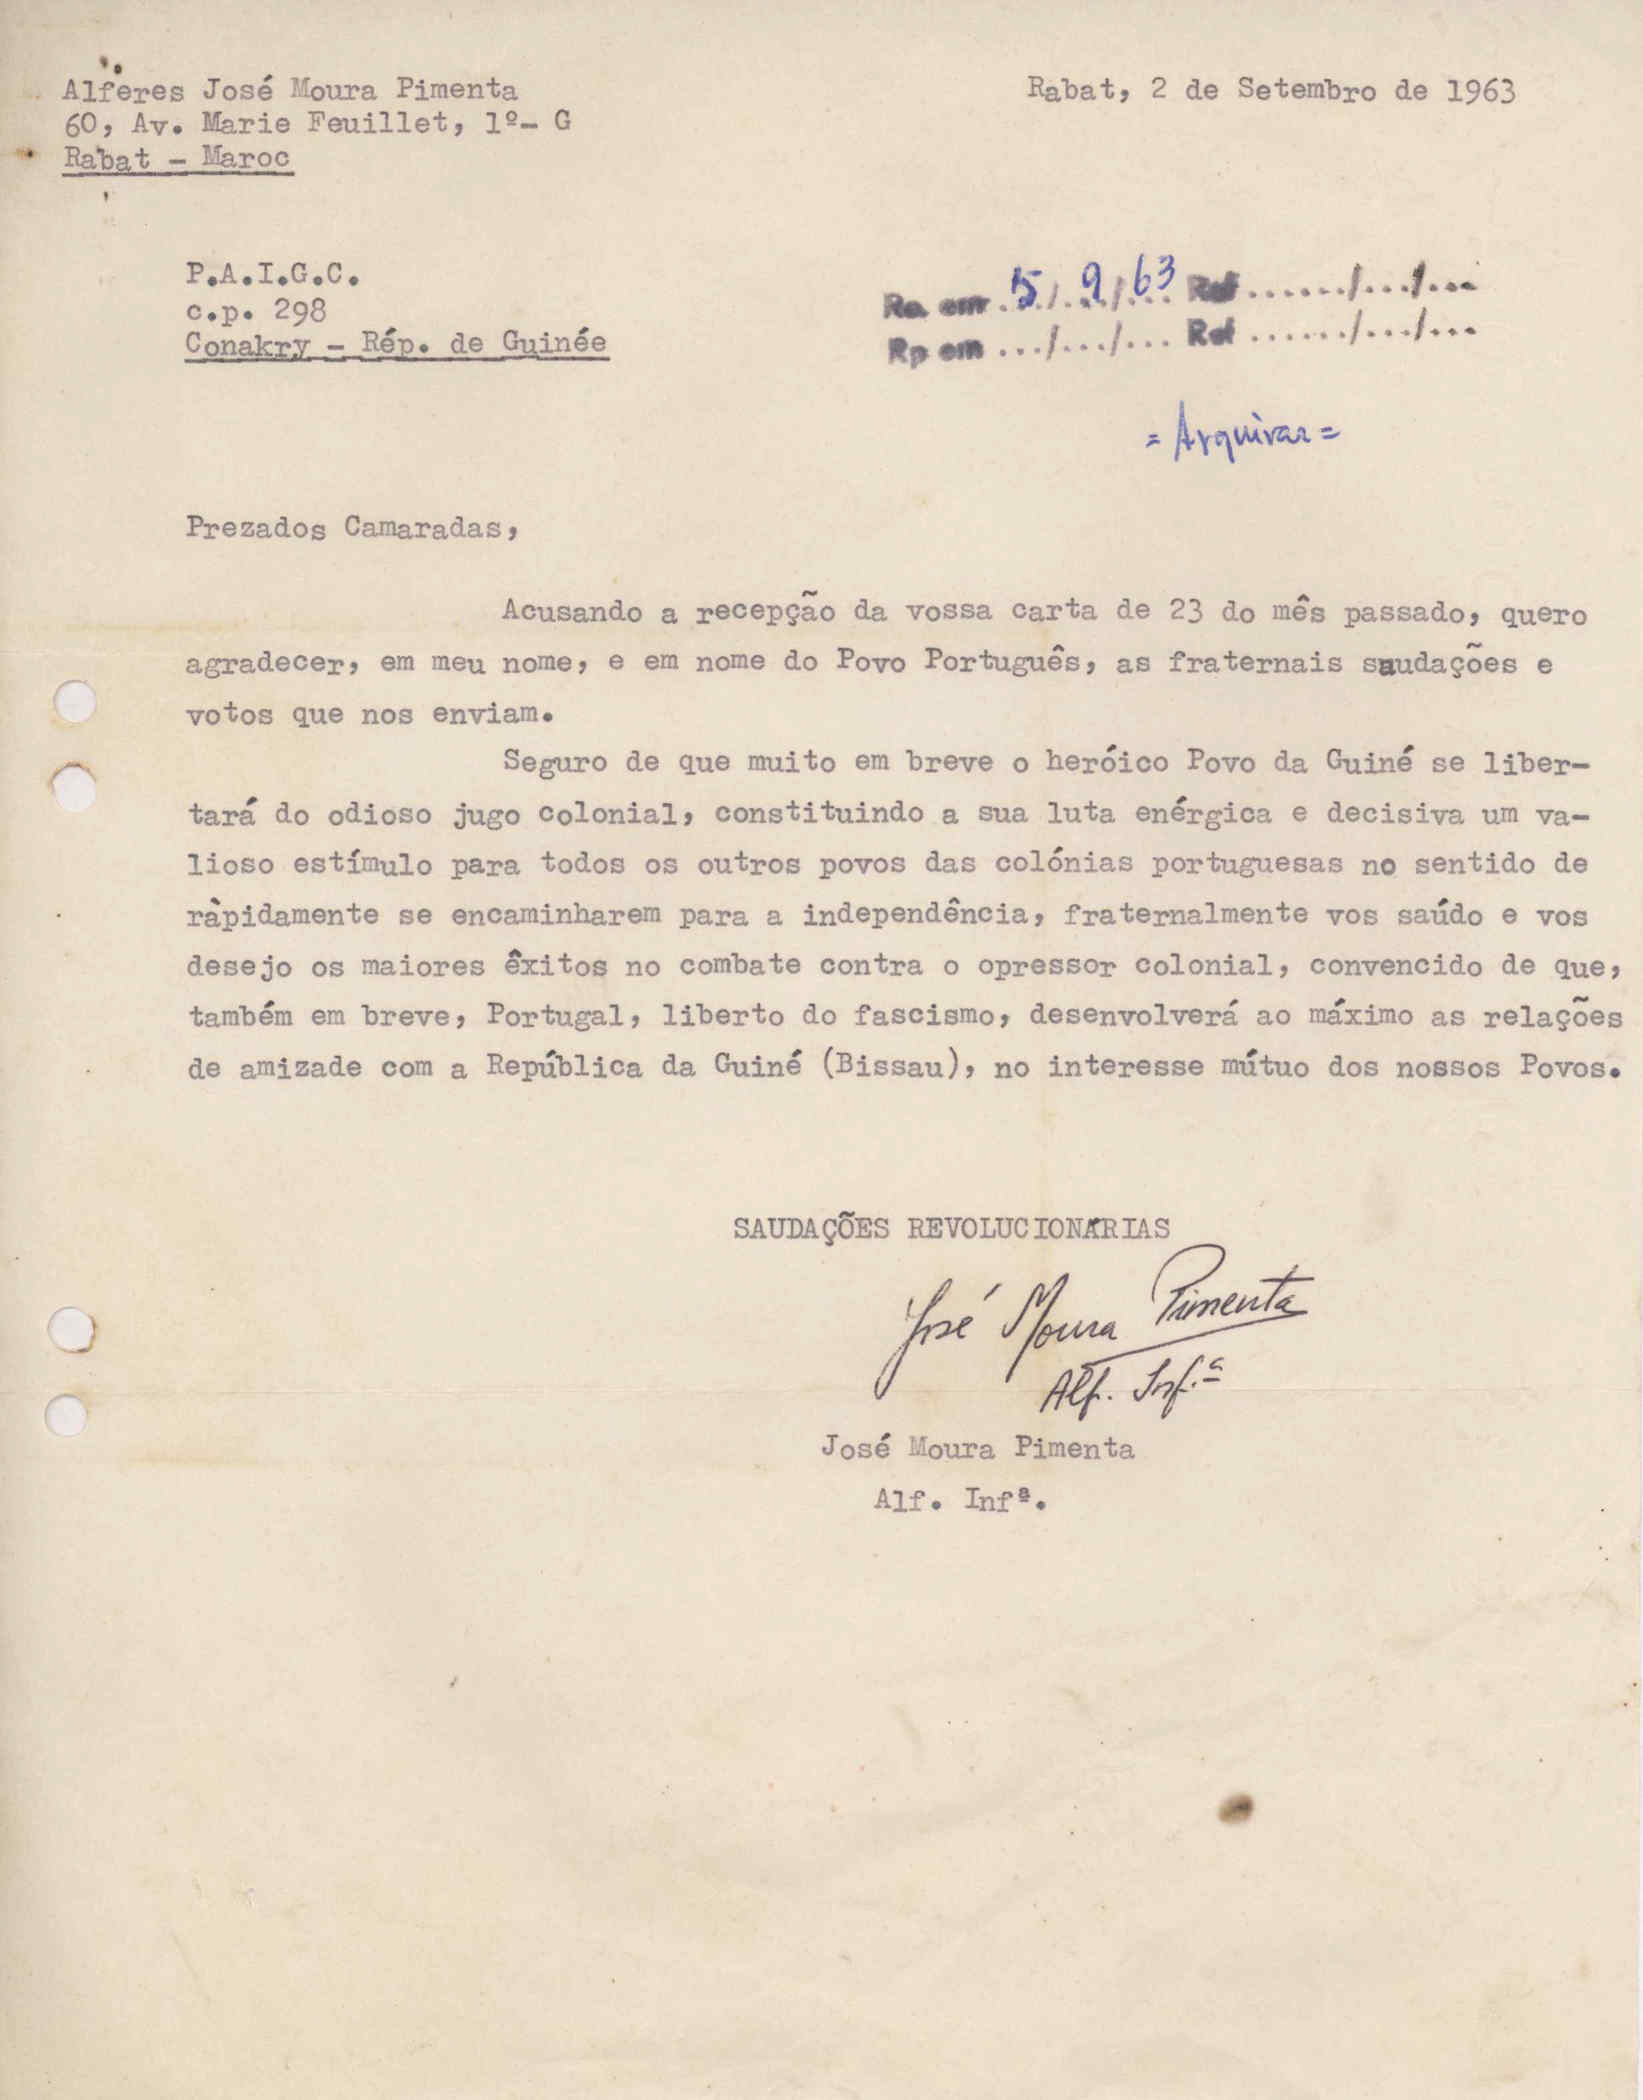 Alferes José Moura Pimenta
60, Av. Marie Feuillet, 1º- G
Rabat - Maroc
Rabat, 2 de Setembro de 1963
P.A.I.G.C.
c.p. 298
Conakry - Rép. de Guinée
Re. em 5/9/63 Ref ....../.../...
Rp em .../.../... Ref ....../.../...
= Arquivar =
Prezados Camaradas,
Acusando a recepção da vossa carta de 23 do mês passado, quero
agradecer, em meu nome, e em nome do Povo Português, as fraternais saudações e
votos que nos enviam.
Seguro de que muito em breve o heróico Povo da Guiné se liber-
tará do odioso jugo colonial, constituindo a sua luta enérgica e decisiva um va-
lioso estímulo para todos os outros povos das colónias portuguesas no sentido de
ràpidamente se encaminharem para a independência, fraternalmente vos saúdo e vos
desejo os maiores êxitos no combate contra o opressor colonial, convencido de que,
também em breve, Portugal, liberto do fascismo, desenvolverá ao máximo as relações
de amizade com a República da Guiné (Bissau), no interesse mútuo dos nossos Povos.
SAUDAÇÕES REVOLUCIONÁRIAS
José Moura Pimenta
Alf. Inf.ª
José Moura Pimenta
Alf. Infª.